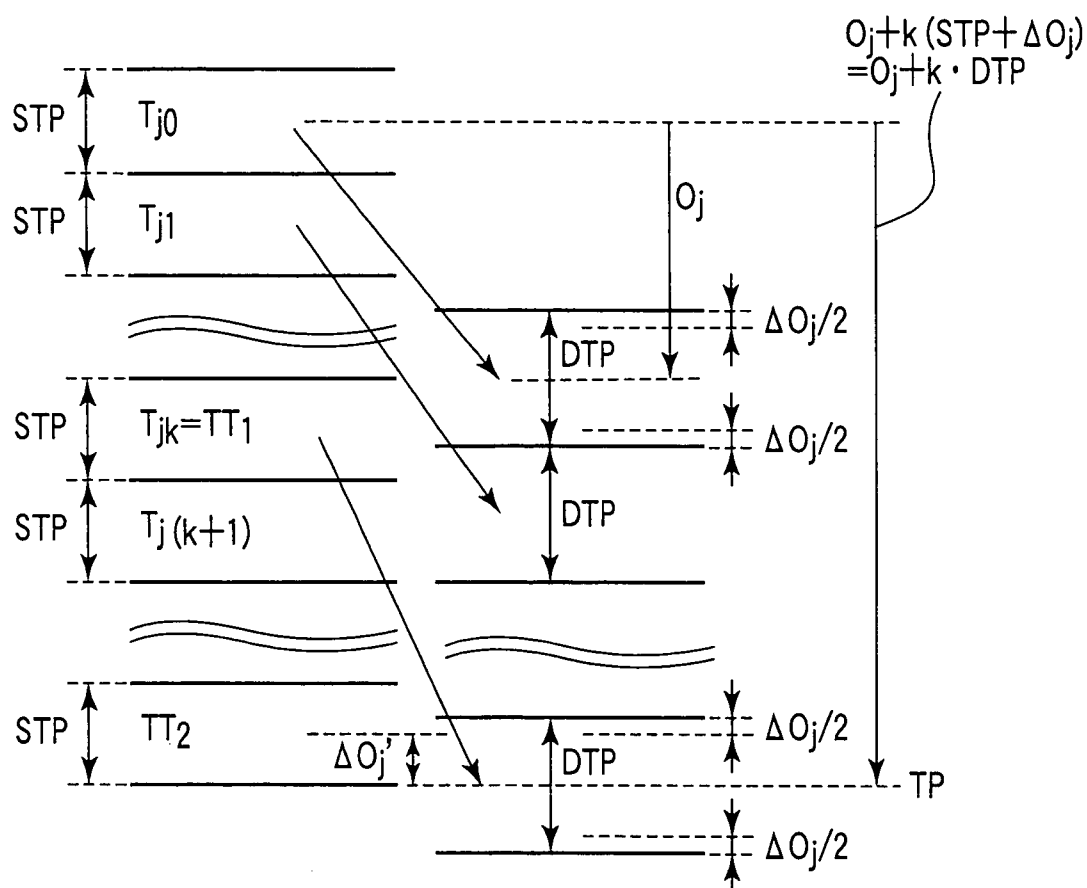 Oj+k (STP+ΔOj)
=Oj+k · DTP
STP
Tj0
STP
Tj1
Oj
ΔOj/2
DTP
STP
Tjk=TT1
ΔOj/2
STP
Tj (k+1)
DTP
STP
TT2
ΔOj'
DTP
ΔOj/2
TP
ΔOj/2